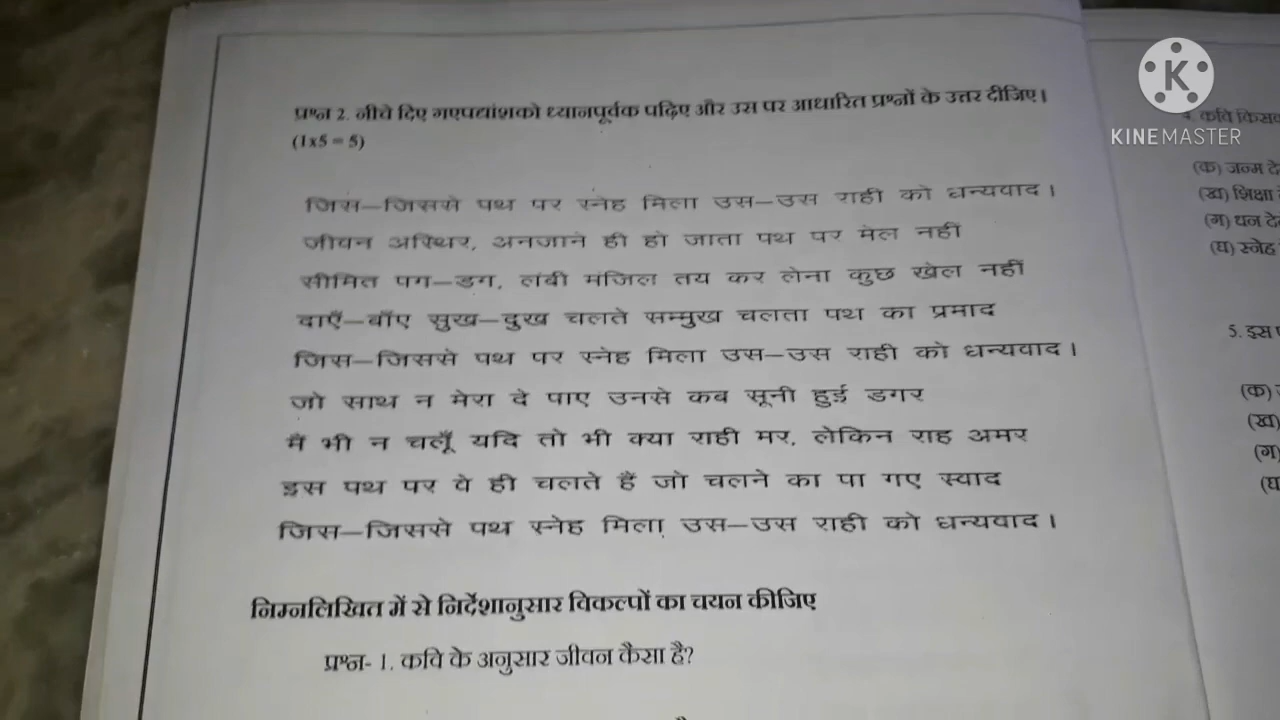 प्रश्न 2. नीचे दिए गएपद्यांशको ध्यानपूर्वक पढ़िए और उस पर आधारित प्रश्नों के उत्तर दीजिए।
(1x5 = 5)
जिस–जिससे पथ पर स्नेह मिला उस–उस राही को धन्यवाद।
जीवन अस्थिर, अनजाने ही हो जाता पथ पर मेल नहीं
सीमित पग–डग, लंबी मंजिल तय कर लेना कुछ खेल नहीं
दाएँ–बाँए सुख–दुख चलते सम्मुख चलता पथ का प्रमाद
जिस–जिससे पथ पर स्नेह मिला उस–उस राही को धन्यवाद।
जो साथ न मेरा दे पाए उनसे कब सूनी हुई डगर
मैं भी न चलूँ यदि तो भी क्या राही मर, लेकिन राह अमर
इस पथ पर वे ही चलते हैं जो चलने का पा गए स्वाद
जिस–जिससे पथ स्नेह मिला उस–उस राही को धन्यवाद।
निम्नलिखित में से निर्देशानुसार विकल्पों का चयन कीजिए
प्रश्न- 1. कवि के अनुसार जीवन कैसा है?
K
KINEMASTER
4. कवि
(क) जन्म
(ख) शिक्षा
(ग) धन
(घ) स्नेह
5. इस
(क)
(ख)
(ग)
(घ